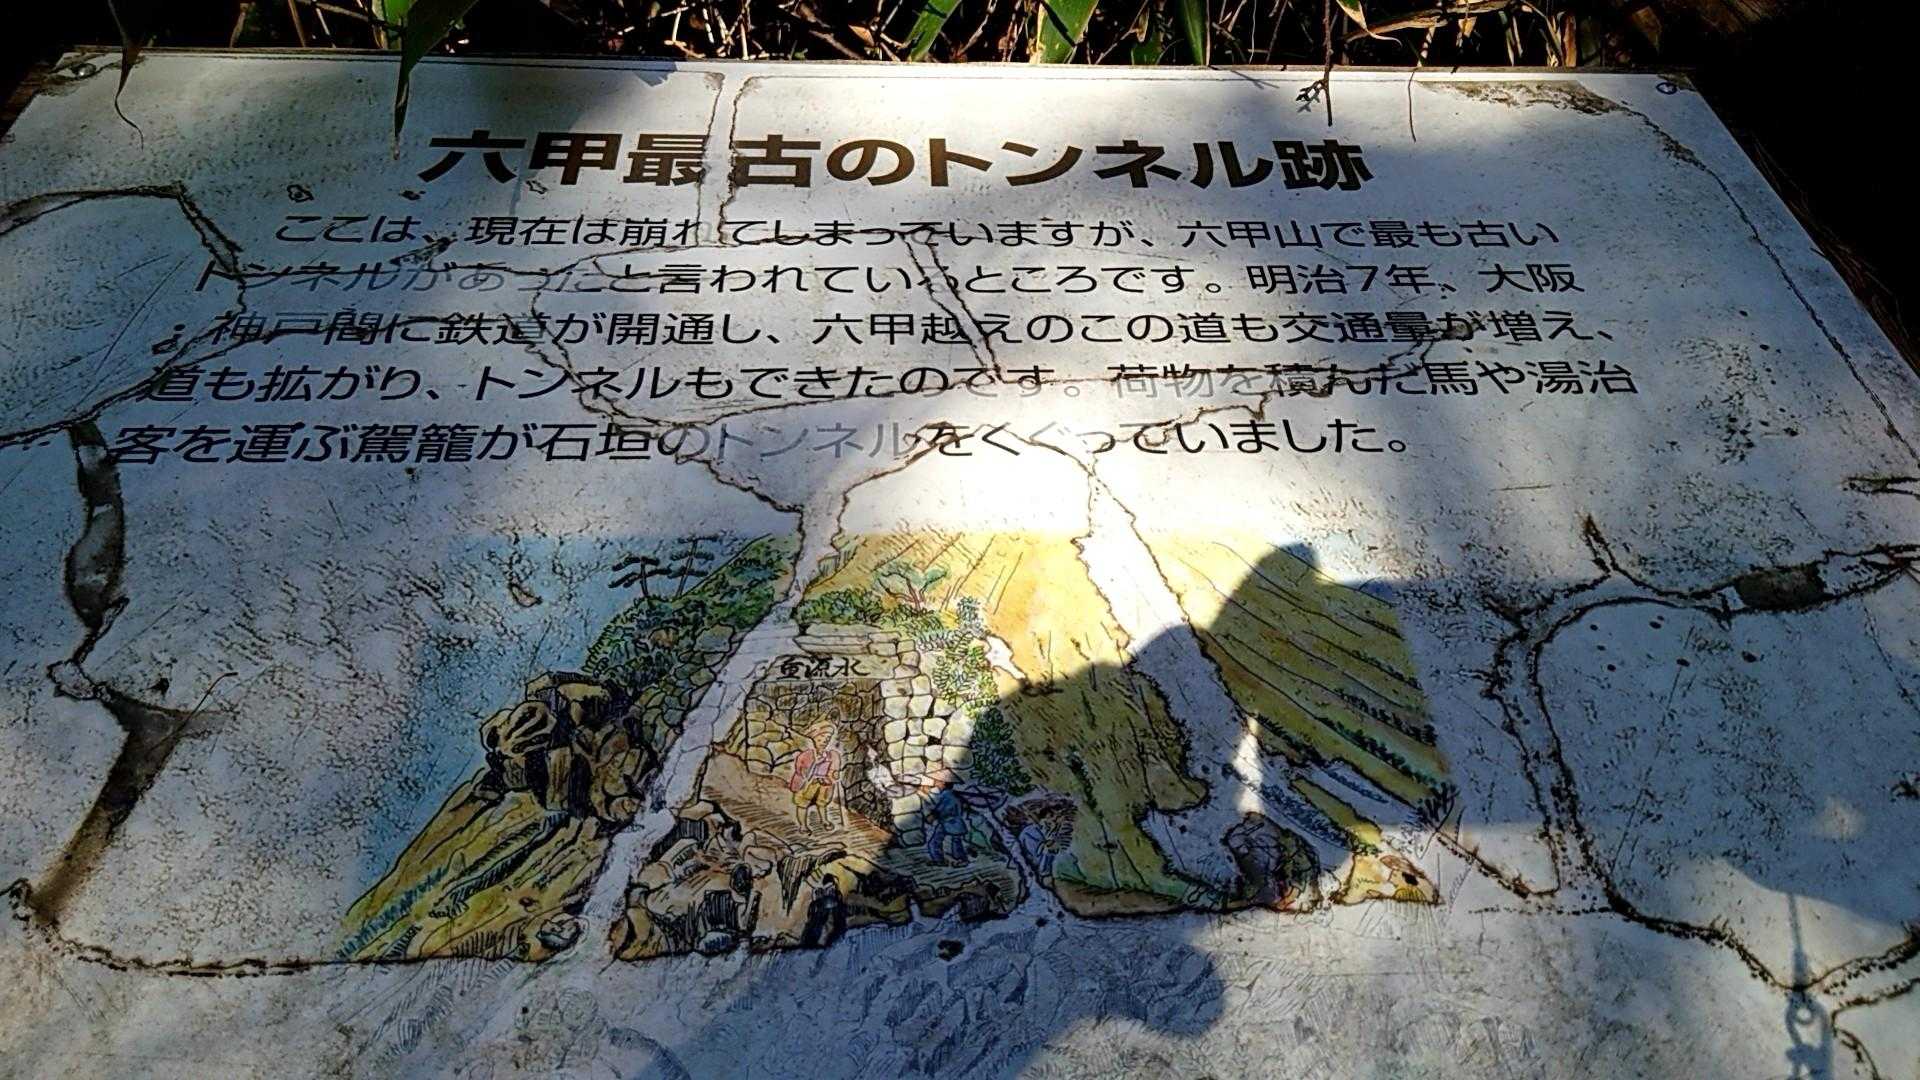 六甲最古のトンネル跡
ここは、現在は崩れてしまっていますが、六甲山で最も古い
トンネルがあったと言われているところです。明治7年、大阪
神戸間に鉄道が開通し、六甲越えのこの道も交通量が増え、
道も拡がり、トンネルもできたのです。荷物を積んだ馬や湯治
客を運ぶ駕籠が石垣のトンネルをくぐっていました。
魚流水